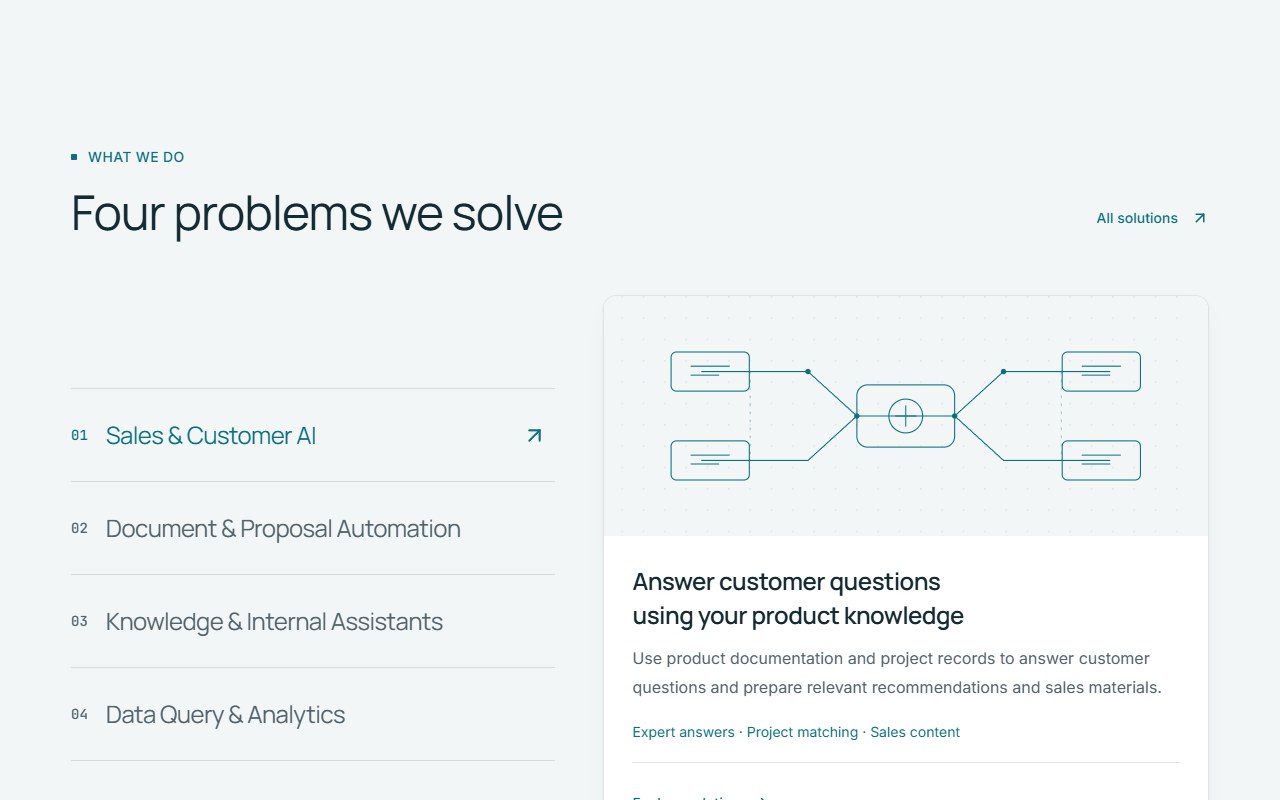 WHAT WE DO
Four problems we solve
All solutions
01 Sales & Customer AI
02 Document & Proposal Automation
03 Knowledge & Internal Assistants
04 Data Query & Analytics
Answer customer questions
using your product knowledge
Use product documentation and project records to answer customer
questions and prepare relevant recommendations and sales materials.
Expert answers · Project matching · Sales content